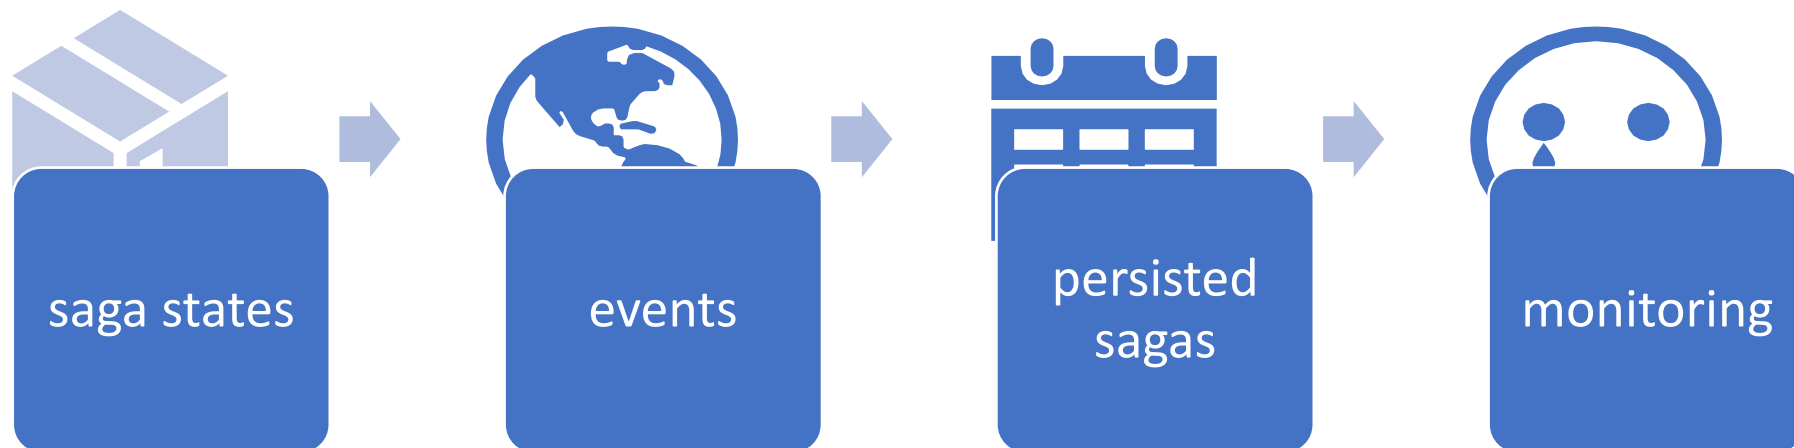 saga states
events
persisted
sagas
monitoring